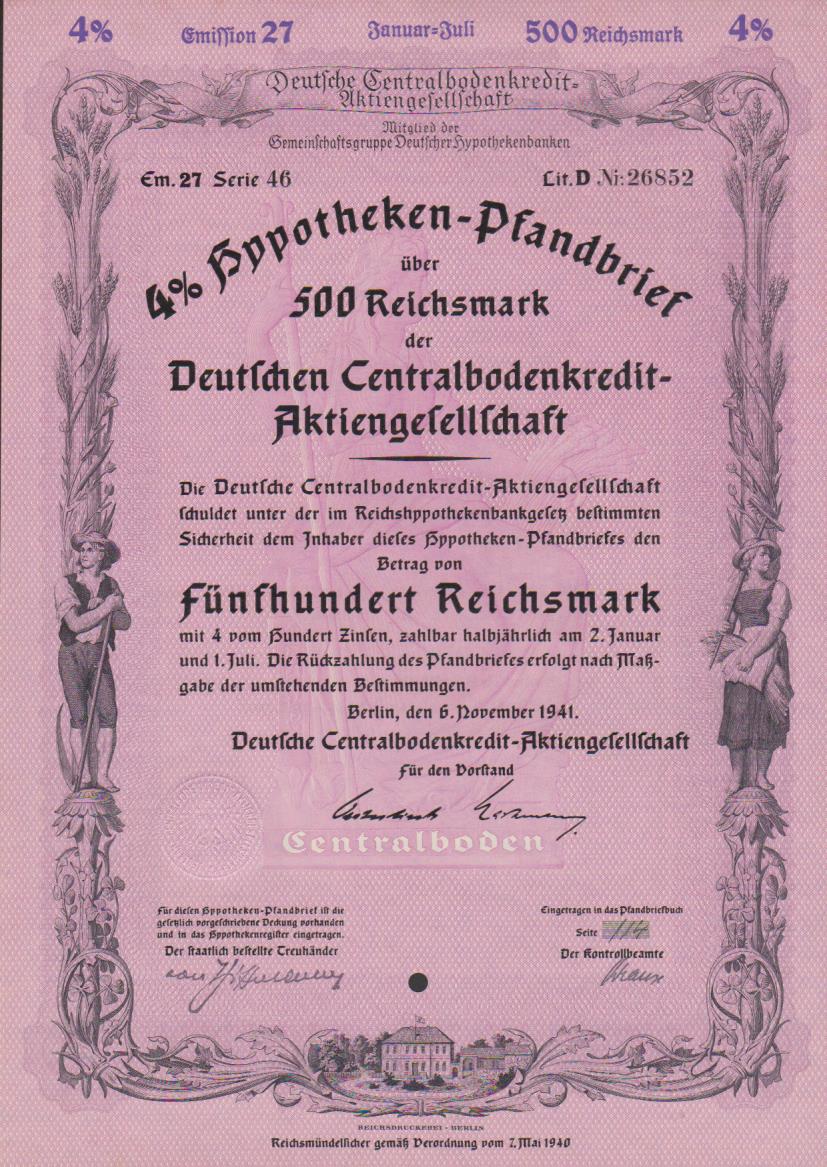 4% Emission 27 Januar-Juli 500 Reichsmark 4%
Deutsche Centralbodenkredit-
Aktiengesellschaft
Mitglied der
Gemeinschaftsgruppe Deutscher Hypothekenbanken
Em. 27 Serie 46 Lit. D Nr: 26852
4% Hypotheken-Pfandbrief
über
500 Reichsmark
der
Deutschen Centralbodenkredit-
Aktiengesellschaft
Die Deutsche Centralbodenkredit-Aktiengesellschaft
schuldet unter der im Reichshypothekenbankgesetz bestimmten
Sicherheit dem Inhaber dieses Hypotheken-Pfandbriefes den
Betrag von
Fünfhundert Reichsmark
mit 4 vom Hundert Zinsen, zahlbar halbjährlich am 2. Januar
und 1. Juli. Die Rückzahlung des Pfandbriefes erfolgt nach Maß-
gabe der umstehenden Bestimmungen.
Berlin, den 6. November 1941.
Deutsche Centralbodenkredit-Aktiengesellschaft
Für den Vorstand
Centralboden
Für diesen Hypotheken-Pfandbrief ist die
gesetzlich vorgeschriebene Deckung vorhanden
und in das Hypothekenregister eingetragen.
Der staatlich bestellte Treuhänder
Eingetragen in das Pfandbriefbuch
Seite
Der Kontrollbeamte
REICHSDRUCKEREI - BERLIN
Reichsmündelsicher gemäß Verordnung vom 7. Mai 1940